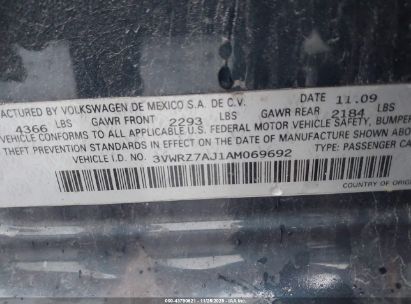 ACTURED BY VOLKSWAGEN DE MEXICO S.A. DE C.V. DATE 11.09
4366 LBS GAWR FRONT 2293 LBS GAWR REAR 2184 LBS
VEHICLE CONFORMS TO ALL APPLICABLE U.S. FEDERAL MOTOR VEHICLE SAFETY, BUMPER
THEFT PREVENTION STANDARDS IN EFFECT ON THE DATE OF MANUFACTURE SHOWN ABO
VEHICLE I.D. NO. 3VWRZ7AJ1AM069692 TYPE: PASSENGER CA
COUNTRY OF ORIGI